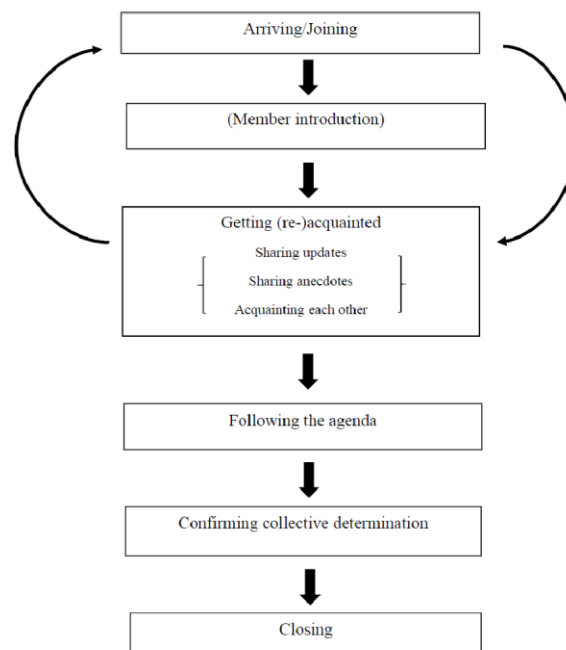 Arriving/Joining
(Member introduction)
Getting (re-)acquainted
Sharing updates
Sharing anecdotes
Acquainting each other
Following the agenda
Confirming collective determination
Closing